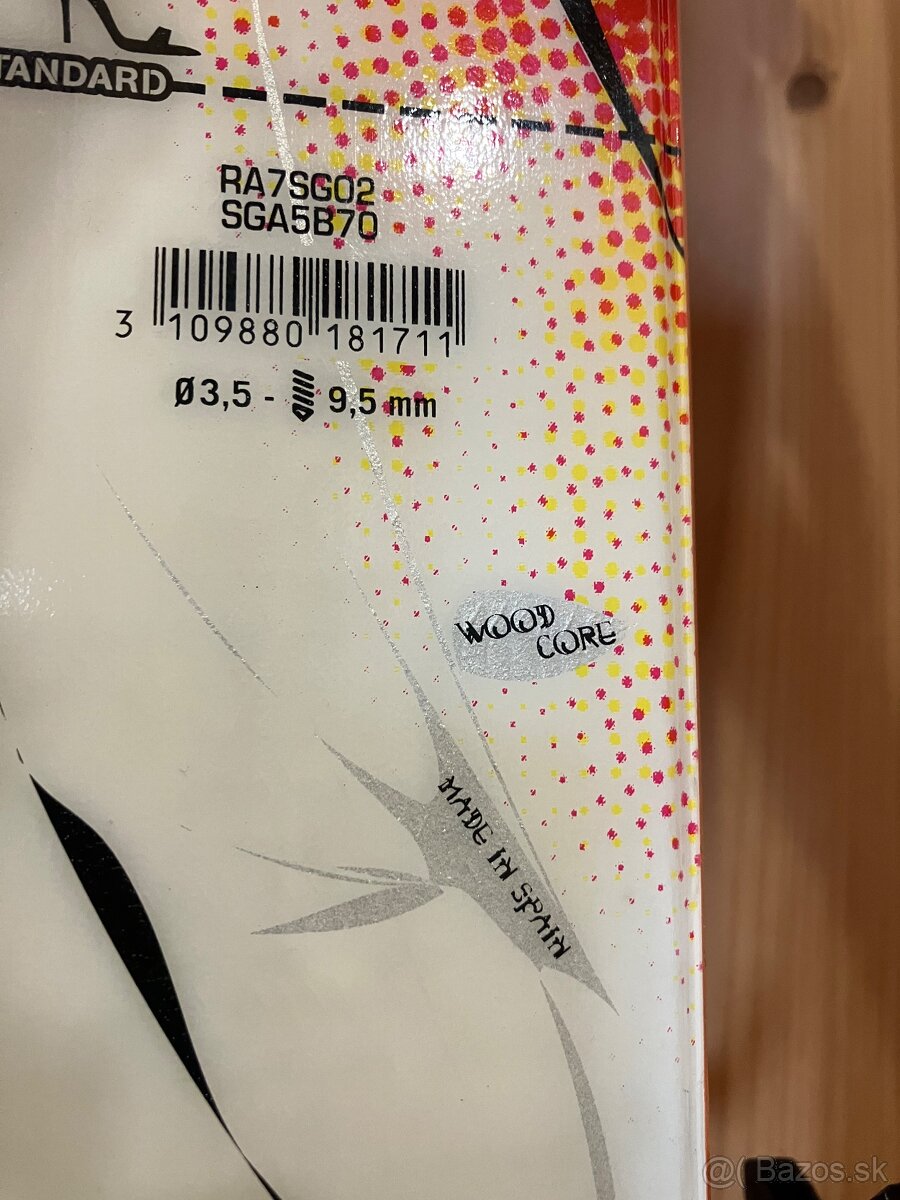 TANDARD
RA7SG02
SGA5B70
3 109880 181711
Ø3,5 - 9,5 mm
WOOD
CORE
MADE IN SPAIN
@( Bazos.sk